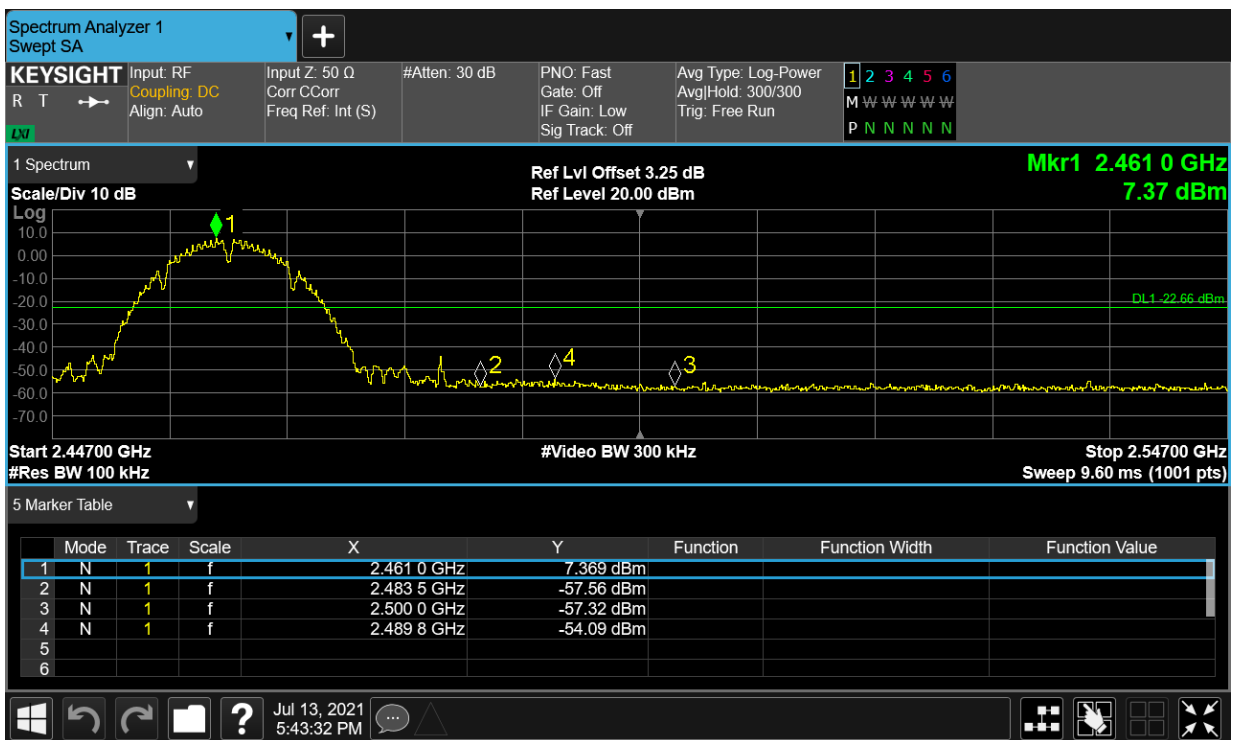 Spectrum Analyzer 1
Swept SA
+
KEYSIGHT Input: RF Input Z: 50 Ω #Atten: 30 dB PNO: Fast Avg Type: Log-Power 1 2 3 4 5 6
R T Coupling: DC Corr CCorr Gate: Off Avg|Hold: 300/300 M W W W W W
Align: Auto Freq Ref: Int (S) IF Gain: Low Trig: Free Run
LXI Sig Track: Off P N N N N N
1 Spectrum Ref Lvl Offset 3.25 dB Mkr1 2.461 0 GHz
Scale/Div 10 dB Ref Level 20.00 dBm 7.37 dBm
Log
1
10.0
0.00
-10.0
-20.0
DL1 -22.66 dBm
-30.0
-40.0
2 4 3
-50.0
-60.0
-70.0
Start 2.44700 GHz #Video BW 300 kHz Stop 2.54700 GHz
#Res BW 100 kHz Sweep 9.60 ms (1001 pts)
5 Marker Table
Mode Trace Scale X Y Function Function Width Function Value
1 N 1 f 2.461 0 GHz 7.369 dBm
2 N 1 f 2.483 5 GHz -57.56 dBm
3 N 1 f 2.500 0 GHz -57.32 dBm
4 N 1 f 2.489 8 GHz -54.09 dBm
5
6
? Jul 13, 2021
5:43:32 PM